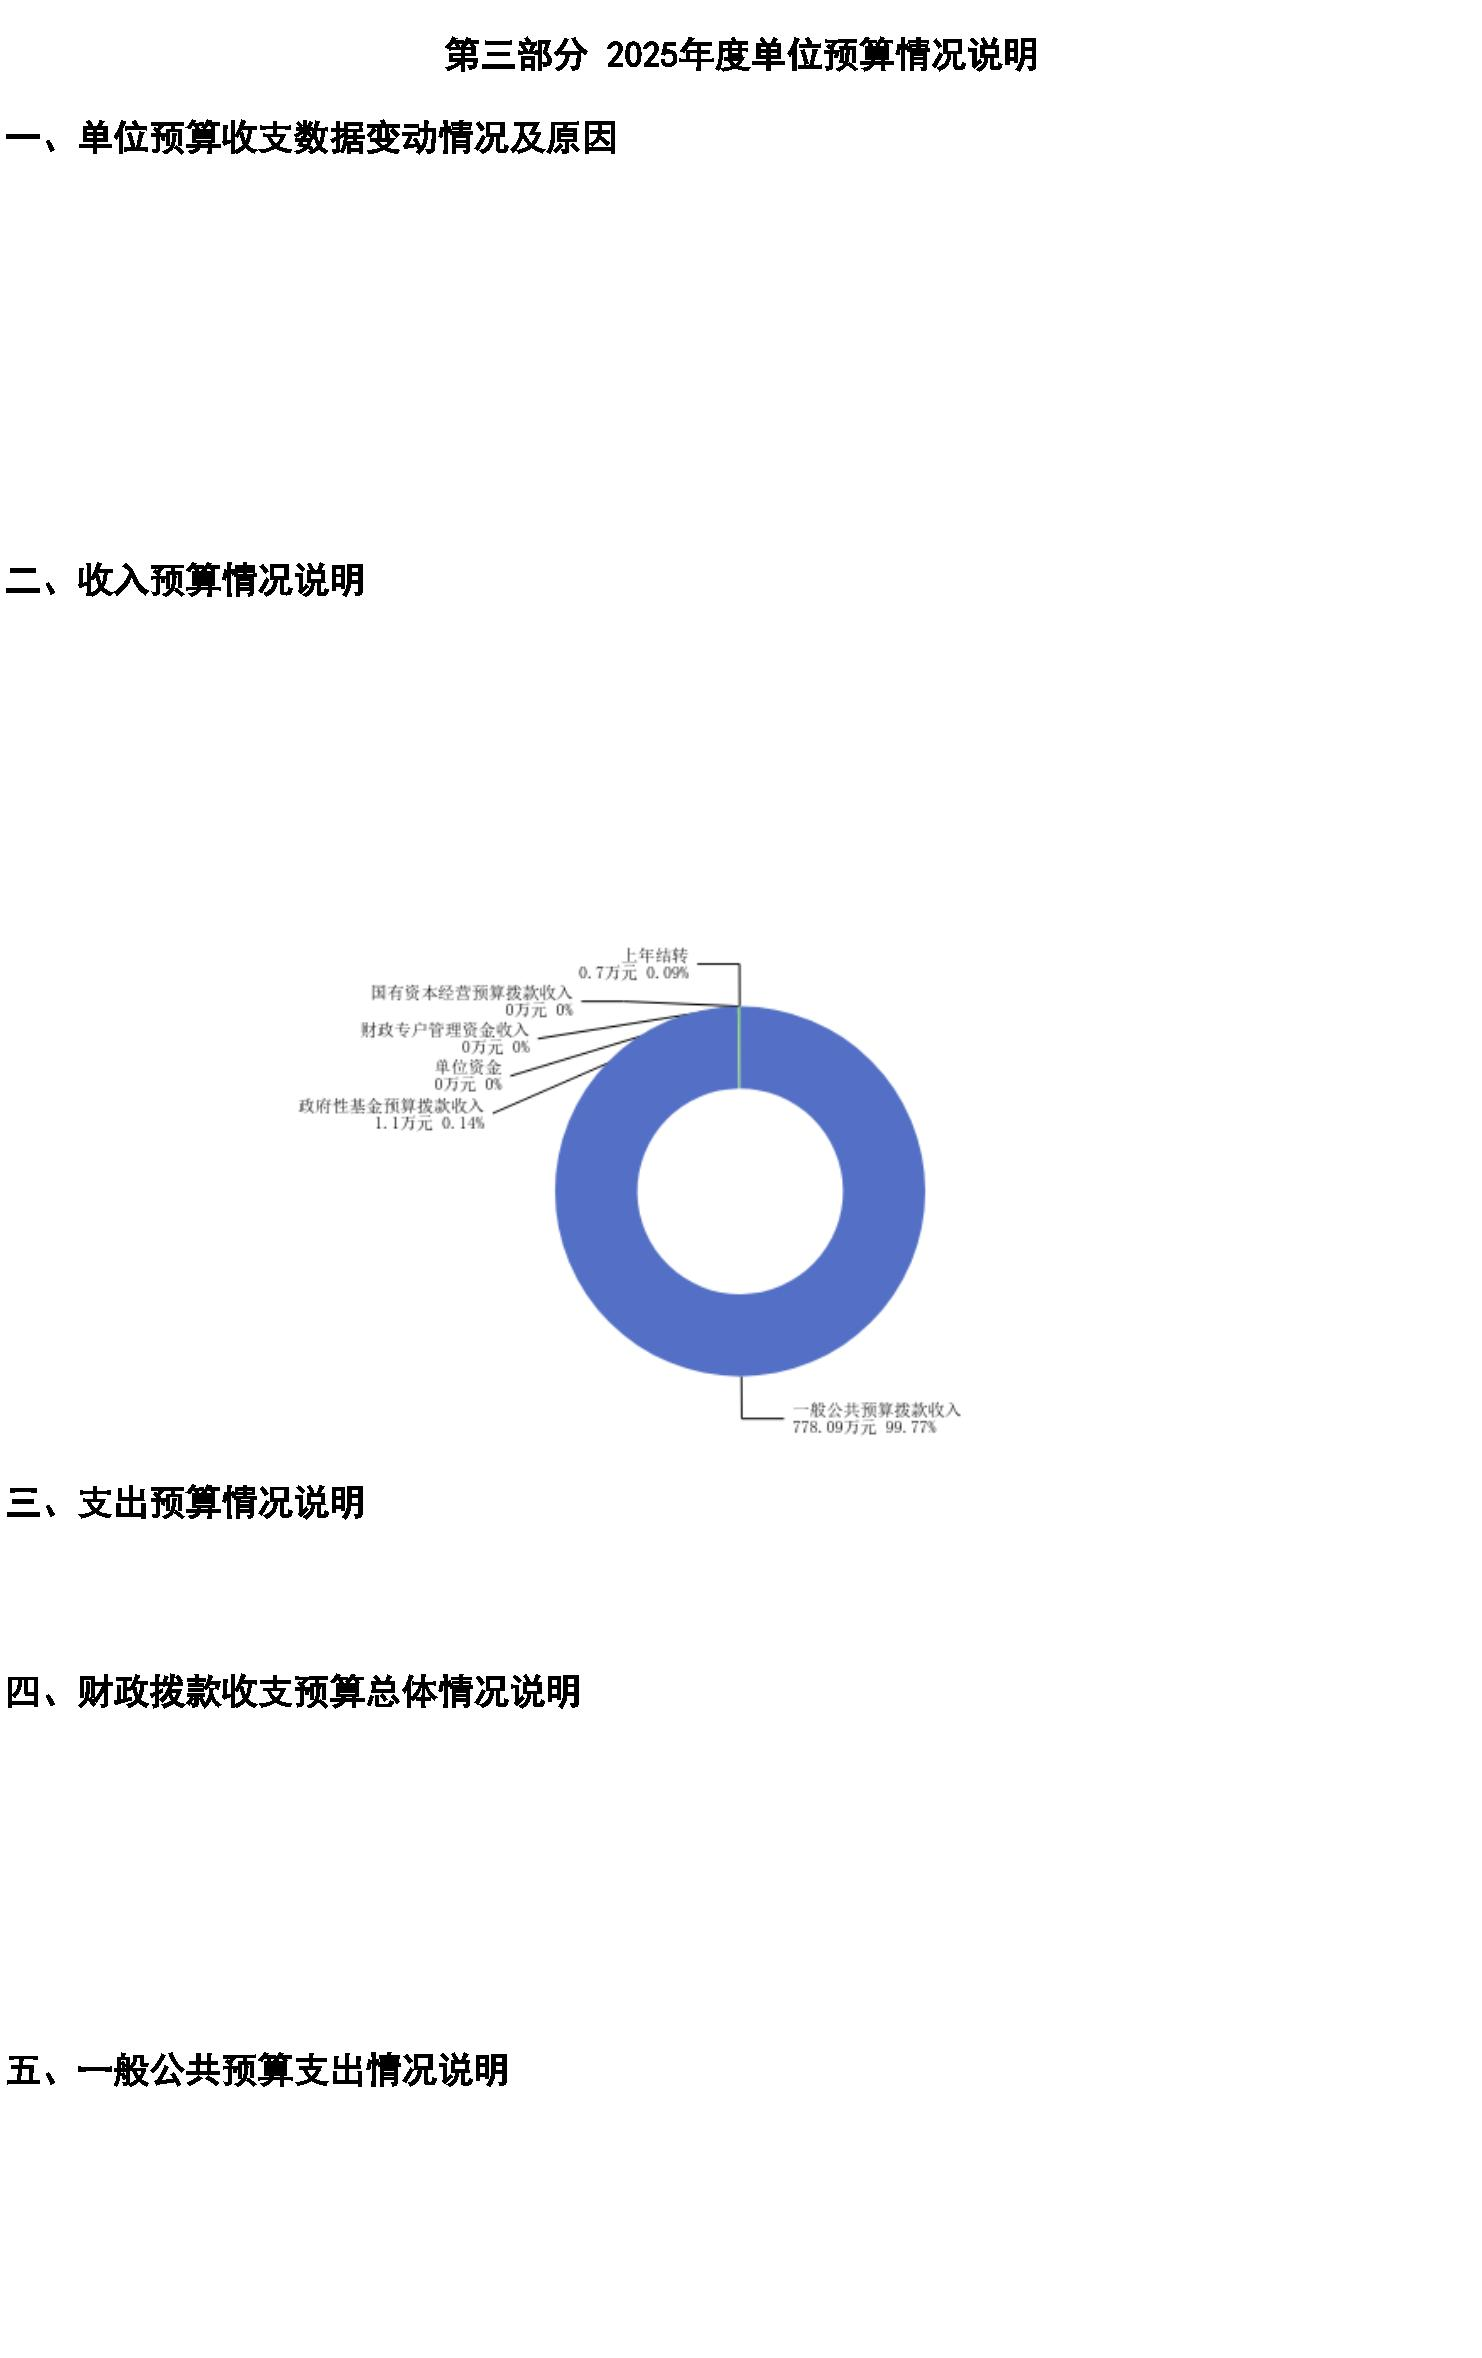 第三部分 2025年度单位预算情况说明
一、单位预算收支数据变动情况及原因
二、收入预算情况说明
上年结转
0.7万元 0.09%
国有资本经营预算拨款收入
0万元 0%
财政专户管理资金收入
0万元 0%
单位资金
0万元 0%
政府性基金预算拨款收入
1.1万元 0.14%
一般公共预算拨款收入
778.09万元 99.77%
三、支出预算情况说明
四、财政拨款收支预算总体情况说明
五、一般公共预算支出情况说明